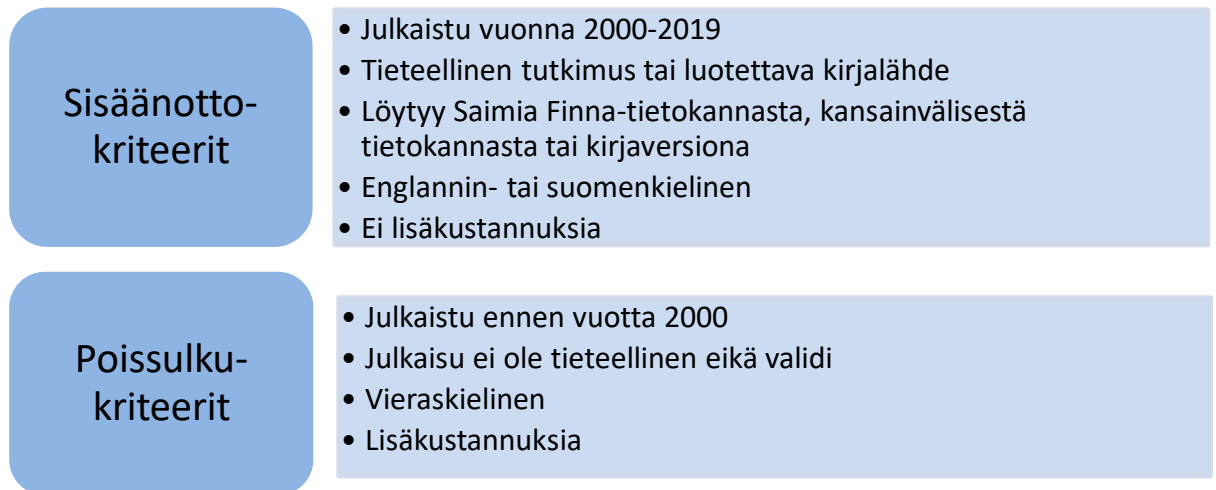 Sisäänotto-
kriteerit
• Julkaistu vuonna 2000-2019
• Tieteellinen tutkimus tai luotettava kirjalähde
• Löytyy Saimia Finna-tietokannasta, kansainvälisestä
tietokannasta tai kirjaversiona
• Englannin- tai suomenkielinen
• Ei lisäkustannuksia
Poissulku-
kriteerit
• Julkaistu ennen vuotta 2000
• Julkaisu ei ole tieteellinen eikä validi
• Vieraskielinen
• Lisäkustannuksia